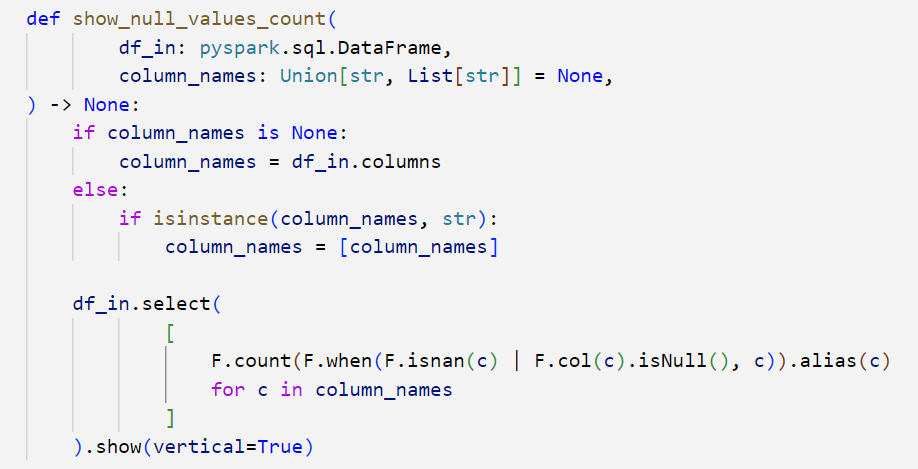 def show_null_values_count(
        df_in: pyspark.sql.DataFrame,
        column_names: Union[str, List[str]] = None,
) -> None:
    if column_names is None:
        column_names = df_in.columns
    else:
        if isinstance(column_names, str):
            column_names = [column_names]

    df_in.select(
            [
                F.count(F.when(F.isnan(c) | F.col(c).isNull(), c)).alias(c)
                for c in column_names
            ]
    ).show(vertical=True)